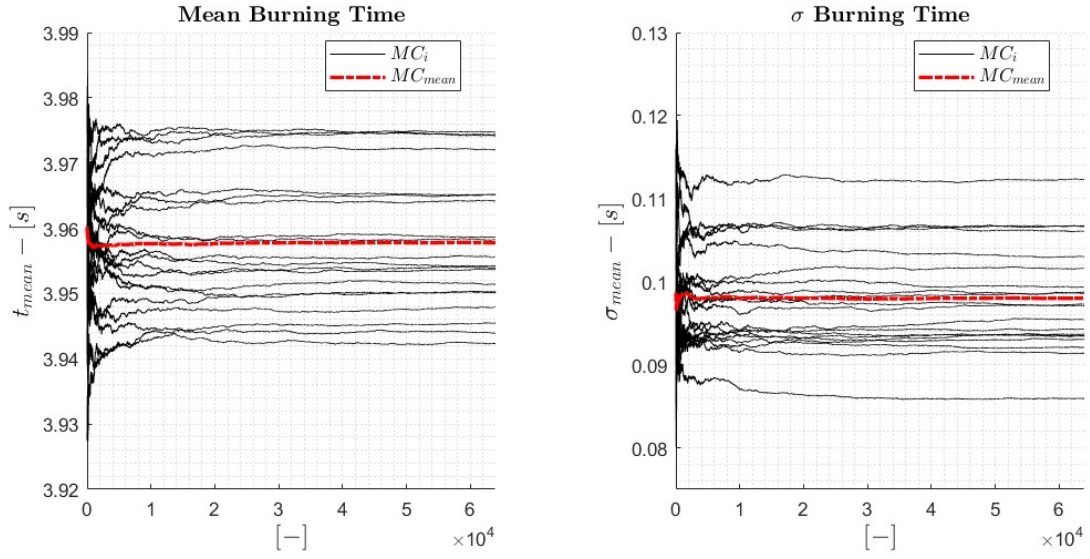 Mean Burning Time
t_mean − [s]
3.99
3.98
3.97
3.96
3.95
3.94
3.93
3.92
MC_i
MC_mean
0 1 2 3 4 5 6
×10^4
[−]
σ Burning Time
σ_mean − [s]
0.13
0.12
0.11
0.1
0.09
0.08
MC_i
MC_mean
0 1 2 3 4 5 6
×10^4
[−]